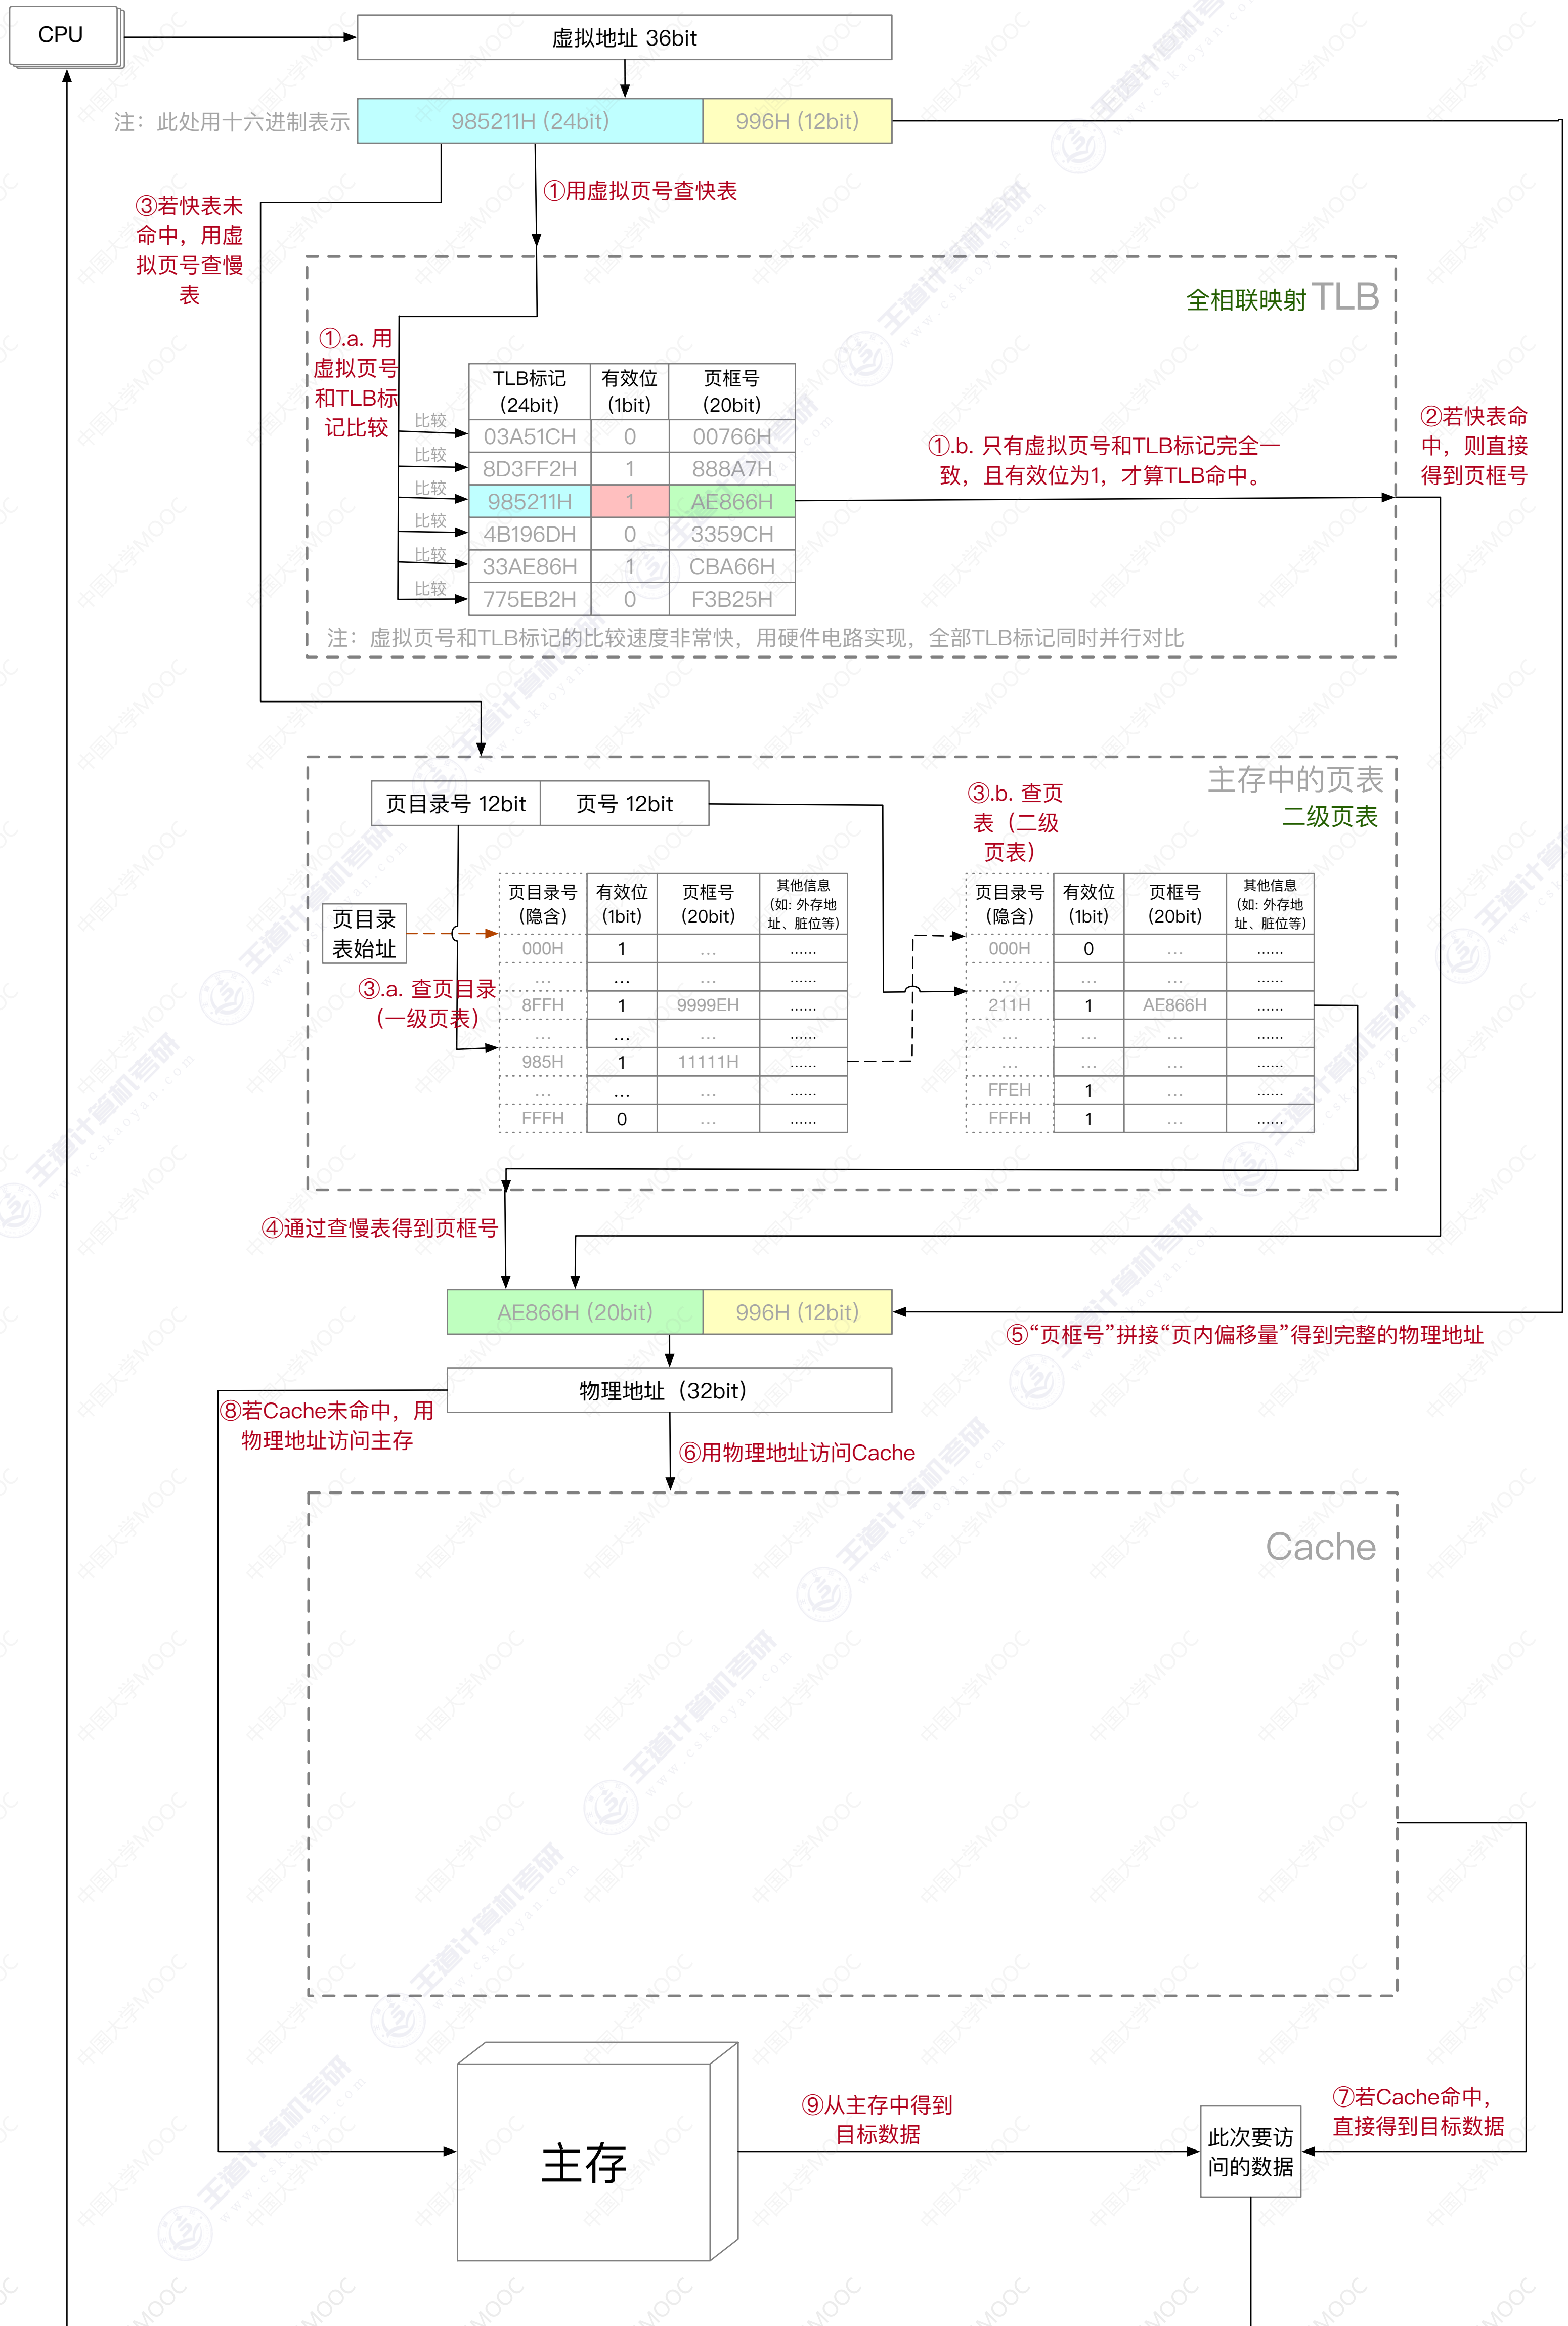 CPU
虚拟地址 36bit
注：此处用十六进制表示
985211H (24bit)
996H (12bit)
①用虚拟页号查快表
③若快表未
命中，用虚
拟页号查慢
表
全相联映射 TLB
①.a. 用
虚拟页号
和TLB标
记比较
TLB标记
(24bit)
有效位
(1bit)
页框号
(20bit)
比较
03A51CH 0 00766H
比较
8D3FF2H 1 888A7H
比较
985211H 1 AE866H
比较
4B196DH 0 3359CH
比较
33AE86H 1 CBA66H
比较
775EB2H 0 F3B25H
①.b. 只有虚拟页号和TLB标记完全一
致，且有效位为1，才算TLB命中。
②若快表命
中，则直接
得到页框号
注：虚拟页号和TLB标记的比较速度非常快，用硬件电路实现，全部TLB标记同时并行对比
主存中的页表
二级页表
页目录号 12bit
页号 12bit
③.b. 查页
表（二级
页表）
页目录
表始址
③.a. 查页目录
（一级页表）
页目录号
(隐含)
有效位
(1bit)
页框号
(20bit)
其他信息
(如: 外存地
址、脏位等)
000H 1 ... ......
... ... ... ......
8FFH 1 9999EH ......
... ... ... ......
985H 1 11111H ......
... ... ... ......
FFFH 0 ... ......
页目录号
(隐含)
有效位
(1bit)
页框号
(20bit)
其他信息
(如: 外存地
址、脏位等)
000H 0 ... ......
... ... ... ......
211H 1 AE866H ......
... ... ... ......
... ... ... ......
FFEH 1 ... ......
FFFH 1 ... ......
④通过查慢表得到页框号
AE866H (20bit)
996H (12bit)
⑤“页框号”拼接“页内偏移量”得到完整的物理地址
物理地址（32bit）
⑧若Cache未命中，用
物理地址访问主存
⑥用物理地址访问Cache
Cache
主存
⑨从主存中得到
目标数据
此次要访
问的数据
⑦若Cache命中，
直接得到目标数据
中国大学MOOC
王道计算机考研
www.cskaoyan.com